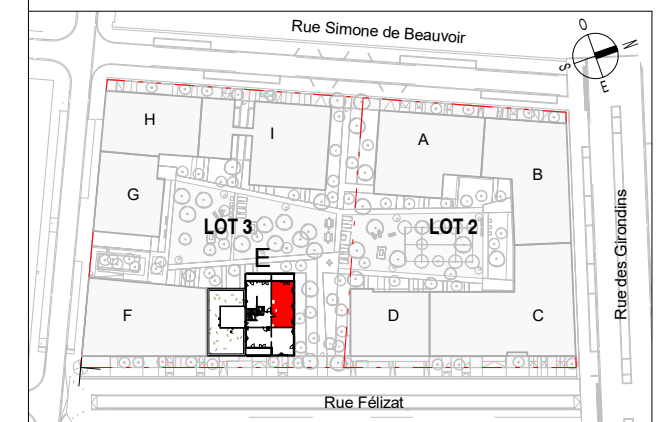 Rue Simone de Beauvoir
O
N
S
E
H
I
A
B
G
LOT 3
LOT 2
E
F
D
C
Rue des Girondins
Rue Félizat